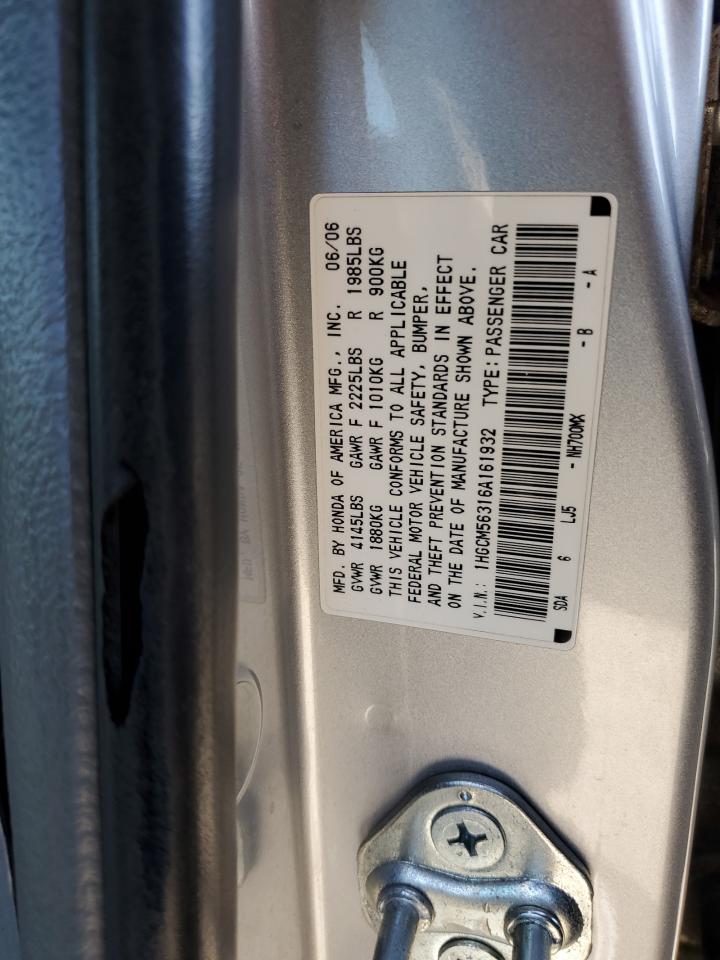 MFD. BY HONDA OF AMERICA MFG., INC. 06/06
GVWR 4145LBS GAWR F 2225LBS R 1985LBS
GVWR 1880KG GAWR F 1010KG R 900KG
THIS VEHICLE CONFORMS TO ALL APPLICABLE
FEDERAL MOTOR VEHICLE SAFETY, BUMPER,
AND THEFT PREVENTION STANDARDS IN EFFECT
ON THE DATE OF MANUFACTURE SHOWN ABOVE.
V.I.N.: 1HGCM56316A161932 TYPE: PASSENGER CAR
SDA 6 LJ5 - NH700MX - B - A